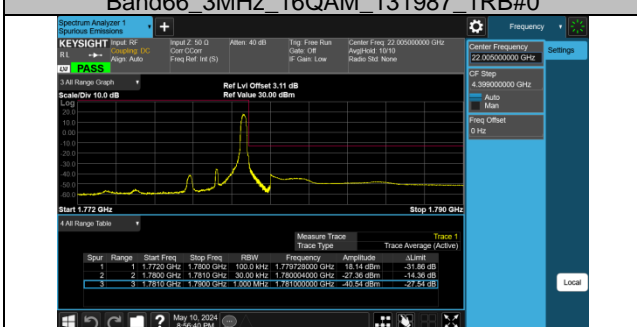 Band66_3MHz_16QAM_131987_1RB#0
Spectrum Analyzer 1
Spurious Emissions
Frequency
KEYSIGHT
Input: RF
Coupling: DC
Align: Auto
Input Z: 50 Ω
Corr CCorr
Freq Ref: Int (S)
Atten: 40 dB
Trig: Free Run
Gate: Off
IF Gain: Low
Center Freq: 22.005000000 GHz
Avg|Hold: 10/10
Radio Std: None
RL
PASS
Center Frequency
22.005000000 GHz
Settings
CF Step
4.399000000 GHz
Auto
Man
Freq Offset
0 Hz
3 All Range Graph
Scale/Div 10.0 dB
Ref Lvl Offset 3.11 dB
Ref Value 30.00 dBm
Log
20.0
10.0
0.00
-10.0
-20.0
-30.0
-40.0
-50.0
-60.0
Start 1.772 GHz
Stop 1.790 GHz
4 All Range Table
Measure Trace Trace 1
Trace Type Trace Average (Active)
Spur Range Start Freq Stop Freq RBW Frequency Amplitude ΔLimit
1 1 1.7720 GHz 1.7800 GHz 100.0 kHz 1.779728000 GHz 18.14 dBm -31.86 dB
2 2 1.7800 GHz 1.7810 GHz 30.00 kHz 1.780004000 GHz -27.36 dBm -14.36 dB
3 3 1.7810 GHz 1.7900 GHz 1.000 MHz 1.781000000 GHz -40.54 dBm -27.54 dB
Local
May 10, 2024
8:56:40 PM